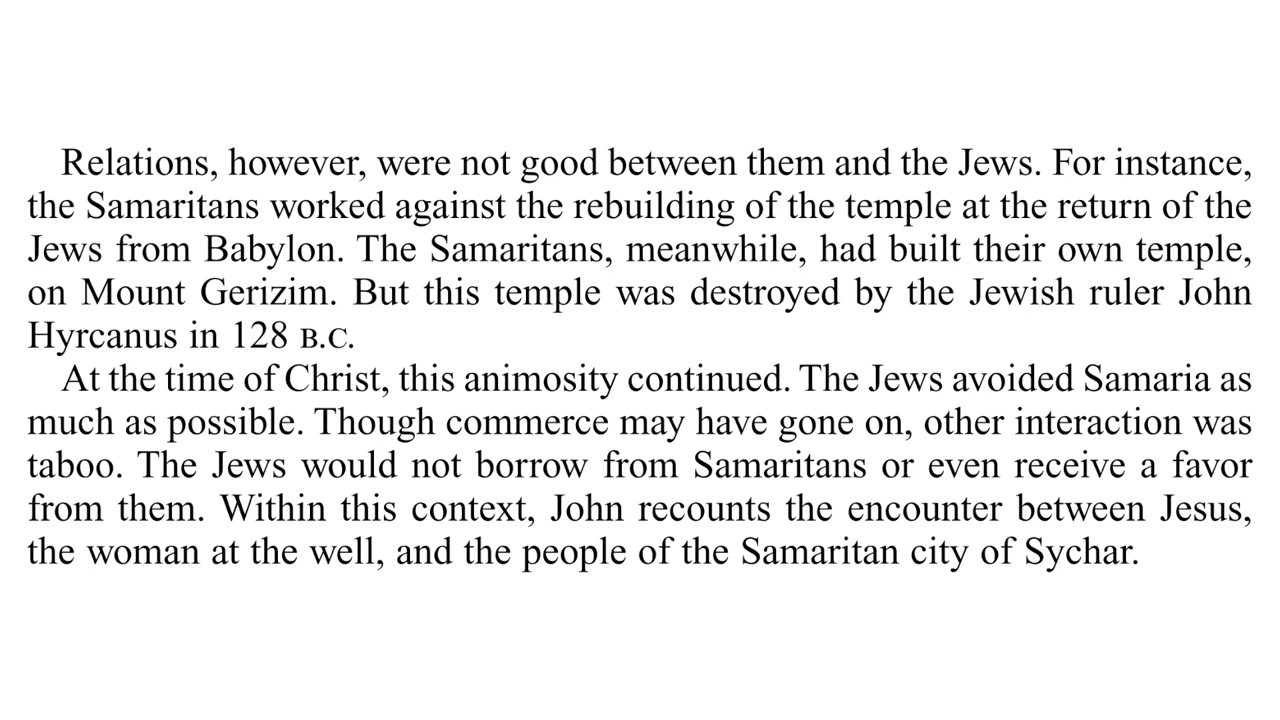 Relations, however, were not good between them and the Jews. For instance,
the Samaritans worked against the rebuilding of the temple at the return of the
Jews from Babylon. The Samaritans, meanwhile, had built their own temple,
on Mount Gerizim. But this temple was destroyed by the Jewish ruler John
Hyrcanus in 128 B.C.
At the time of Christ, this animosity continued. The Jews avoided Samaria as
much as possible. Though commerce may have gone on, other interaction was
taboo. The Jews would not borrow from Samaritans or even receive a favor
from them. Within this context, John recounts the encounter between Jesus,
the woman at the well, and the people of the Samaritan city of Sychar.